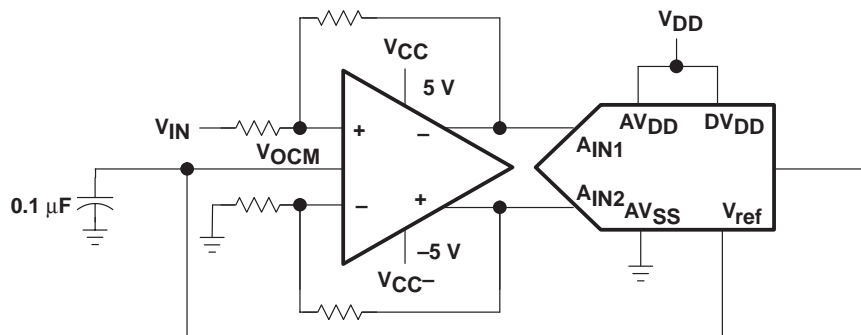 VDD
VCC
5 V
VIN
+
–
AVDD
DVDD
AIN1
VOCM
0.1 μF
–
+
AIN2
AVSS
Vref
–5 V
VCC–